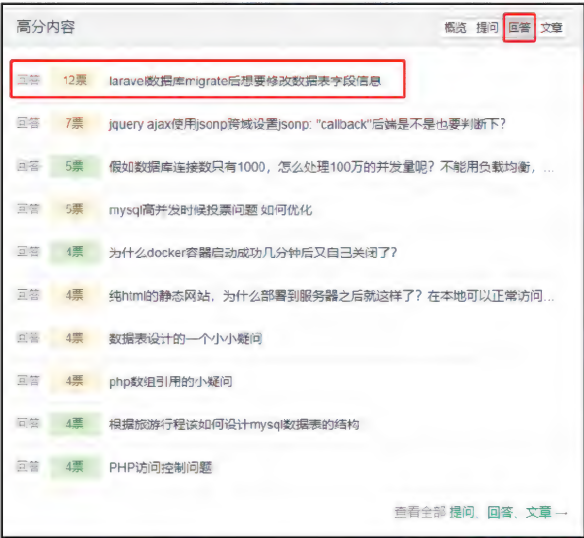 高分内容
概览 提问 回答 文章
回答 12票 laravel数据库migrate后想要修改数据表字段信息
回答 7票 jquery ajax使用jsonp跨域设置jsonp: "callback"后端是不是也要判断下?
回答 5票 假如数据库连接数只有1000，怎么处理100万的并发量呢? 不能用负载均衡，...
回答 5票 mysql高并发时候投票问题 如何优化
回答 4票 为什么docker容器启动成功几分钟后又自己关闭了?
回答 4票 纯html的静态网站，为什么部署到服务器之后就这样了? 在本地可以正常访问...
回答 4票 数据表设计的一个小小疑问
回答 4票 php数组引用的小疑问
回答 4票 根据旅游行程该如何设计mysql数据表的结构
回答 4票 PHP访问控制问题
查看全部 提问、回答、文章 →